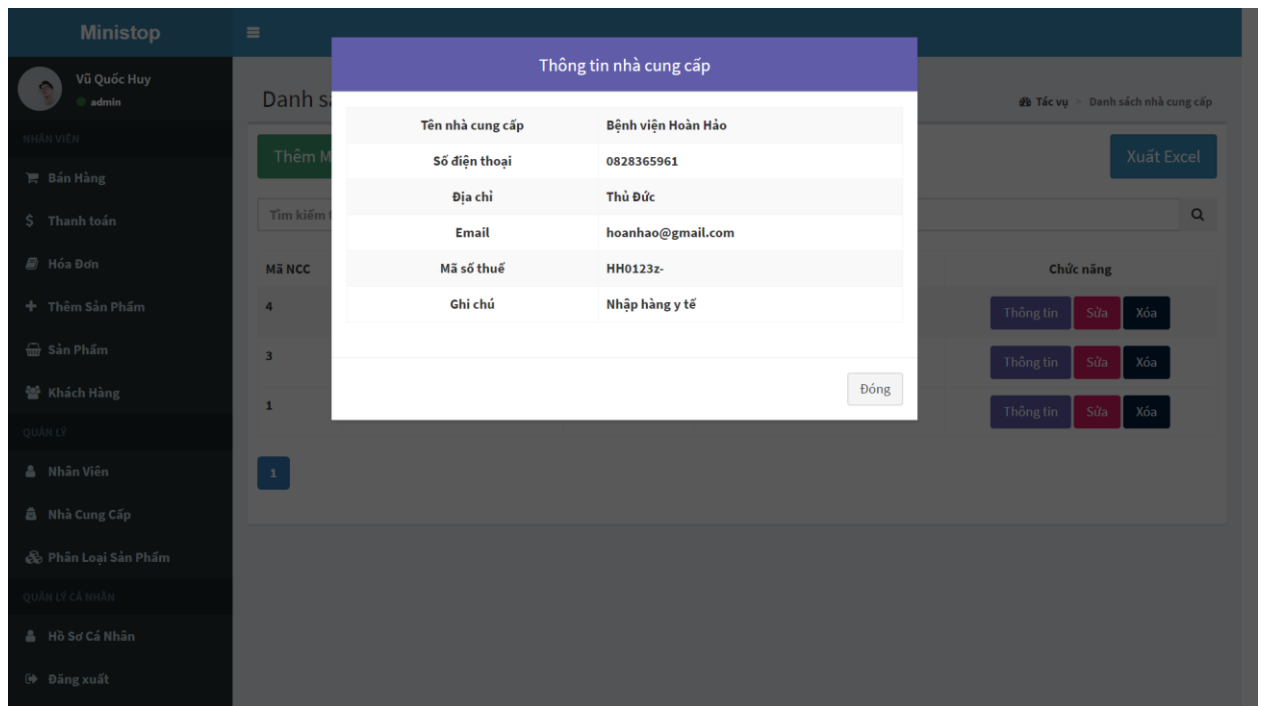 Ministop
Vũ Quốc Huy
admin
NHÂN VIÊN
Bán Hàng
$ Thanh toán
Hóa Đơn
Thêm Sản Phẩm
Sản Phẩm
Khách Hàng
QUẢN LÝ
Nhân Viên
Nhà Cung Cấp
Phân Loại Sản Phẩm
QUẢN LÝ CÁ NHÂN
Hồ Sơ Cá Nhân
Đăng xuất
Thông tin nhà cung cấp
Tên nhà cung cấp Bệnh viện Hoàn Hảo
Số điện thoại 0828365961
Địa chỉ Thủ Đức
Email hoanhao@gmail.com
Mã số thuế HH0123z-
Ghi chú Nhập hàng y tế
Đóng
Danh
Tác vụ > Danh sách nhà cung cấp
Thêm
Xuất Excel
Tìm kiếm
Mã NCC Chức năng
4 Thông tin Sửa Xóa
3 Thông tin Sửa Xóa
1 Thông tin Sửa Xóa
1